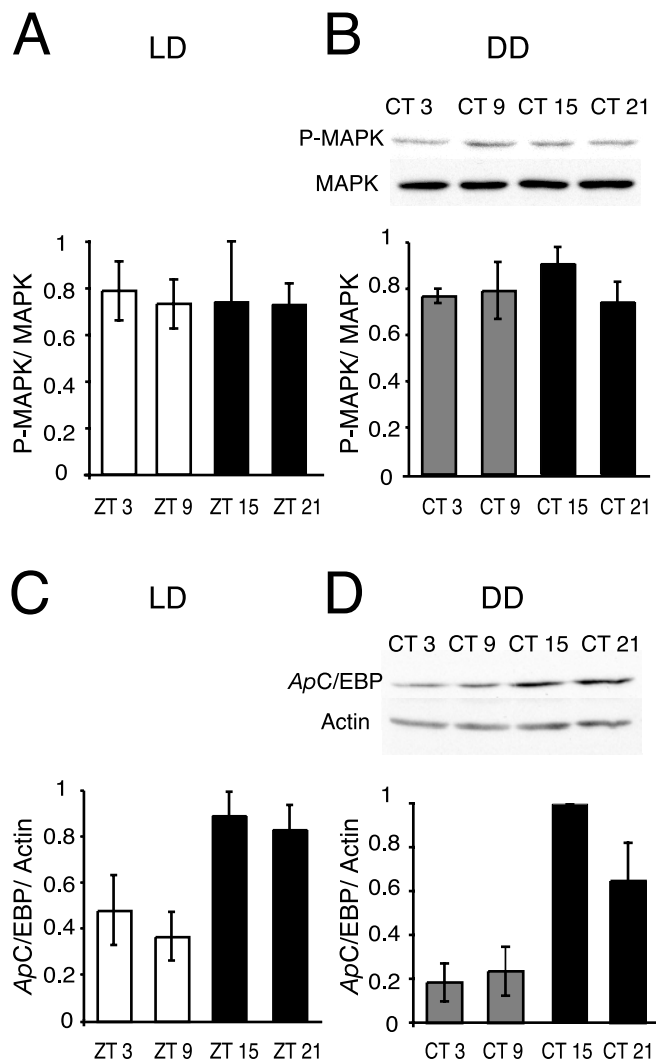 A
LD
B
DD
CT 3 CT 9 CT 15 CT 21
P-MAPK
MAPK
P-MAPK/ MAPK
1
0.8
0.6
0.4
0.2
0
ZT 3 ZT 9 ZT 15 ZT 21
P-MAPK/ MAPK
1
0.8
0.6
0.4
0.2
0
CT 3 CT 9 CT 15 CT 21
C
LD
D
DD
CT 3 CT 9 CT 15 CT 21
ApC/EBP
Actin
ApC/EBP/ Actin
1
0.8
0.6
0.4
0.2
0
ZT 3 ZT 9 ZT 15 ZT 21
ApC/EBP/ Actin
1
0.8
0.6
0.4
0.2
0
CT 3 CT 9 CT 15 CT 21